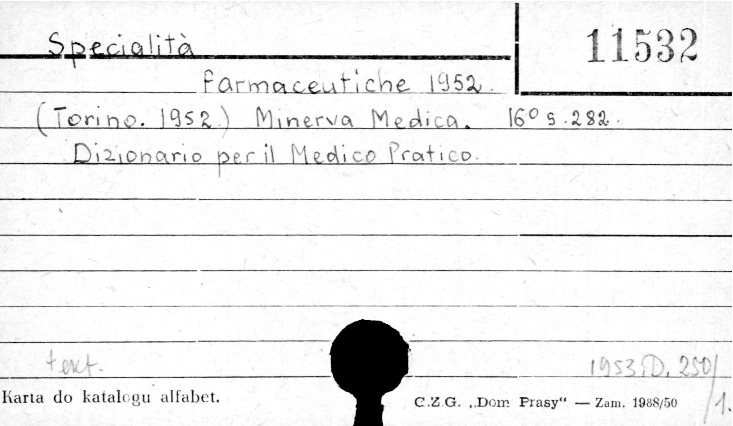 Specialità
11532
farmaceutiche 1952.
(Torino. 1952.) Minerva Medica. 16° s. 282.
Dizionario per il Medico Pratico.
text.
1953.D. 250/1.
Karta do katalogu alfabet.
C.Z.G. „Dom Prasy“ — Zam. 1988/50